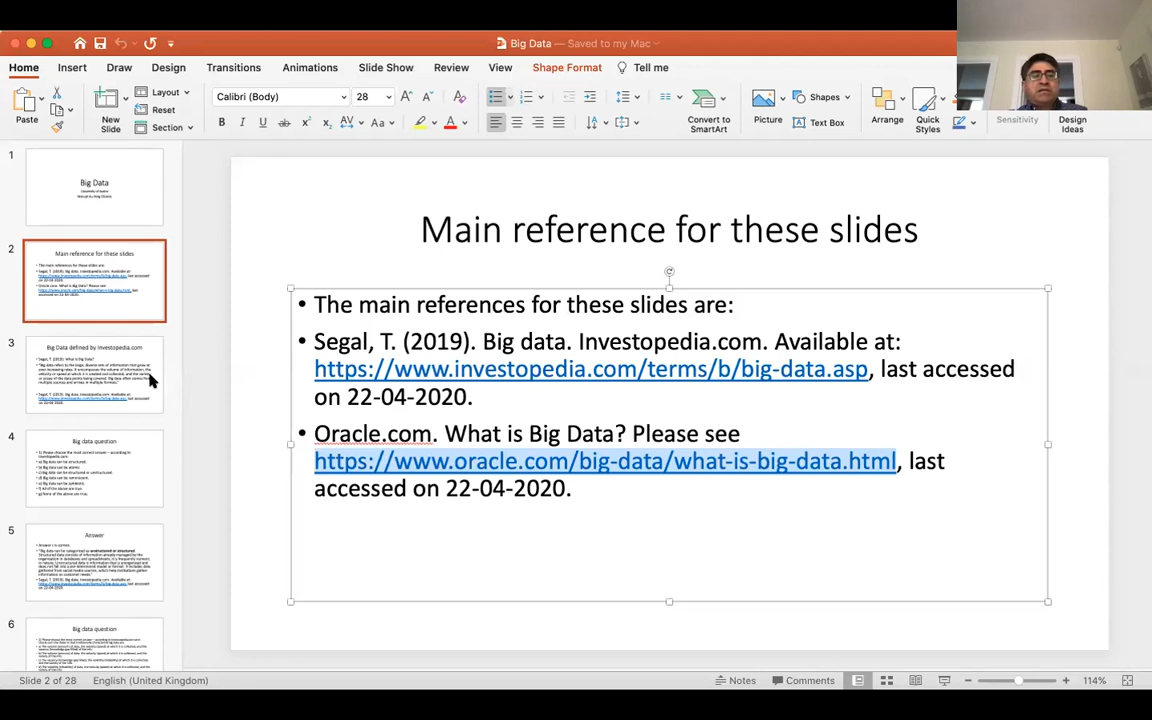 Big Data — Saved to my Mac
Home Insert Draw Design Transitions Animations Slide Show Review View Shape Format Tell me
Paste
New Slide
Layout
Reset
Section
Calibri (Body) 28
Convert to SmartArt
Picture
Shapes
Text Box
Arrange
Quick Styles
Sensitivity
Design Ideas
1
Big Data
2
Main reference for these slides
3
Big Data defined by Investopedia.com
4
Big data question
5
Answer
6
Big data question
Main reference for these slides
• The main references for these slides are:
• Segal, T. (2019). Big data. Investopedia.com. Available at:
https://www.investopedia.com/terms/b/big-data.asp, last accessed
on 22-04-2020.
• Oracle.com. What is Big Data? Please see
https://www.oracle.com/big-data/what-is-big-data.html, last
accessed on 22-04-2020.
Slide 2 of 28 English (United Kingdom) Notes Comments 114%